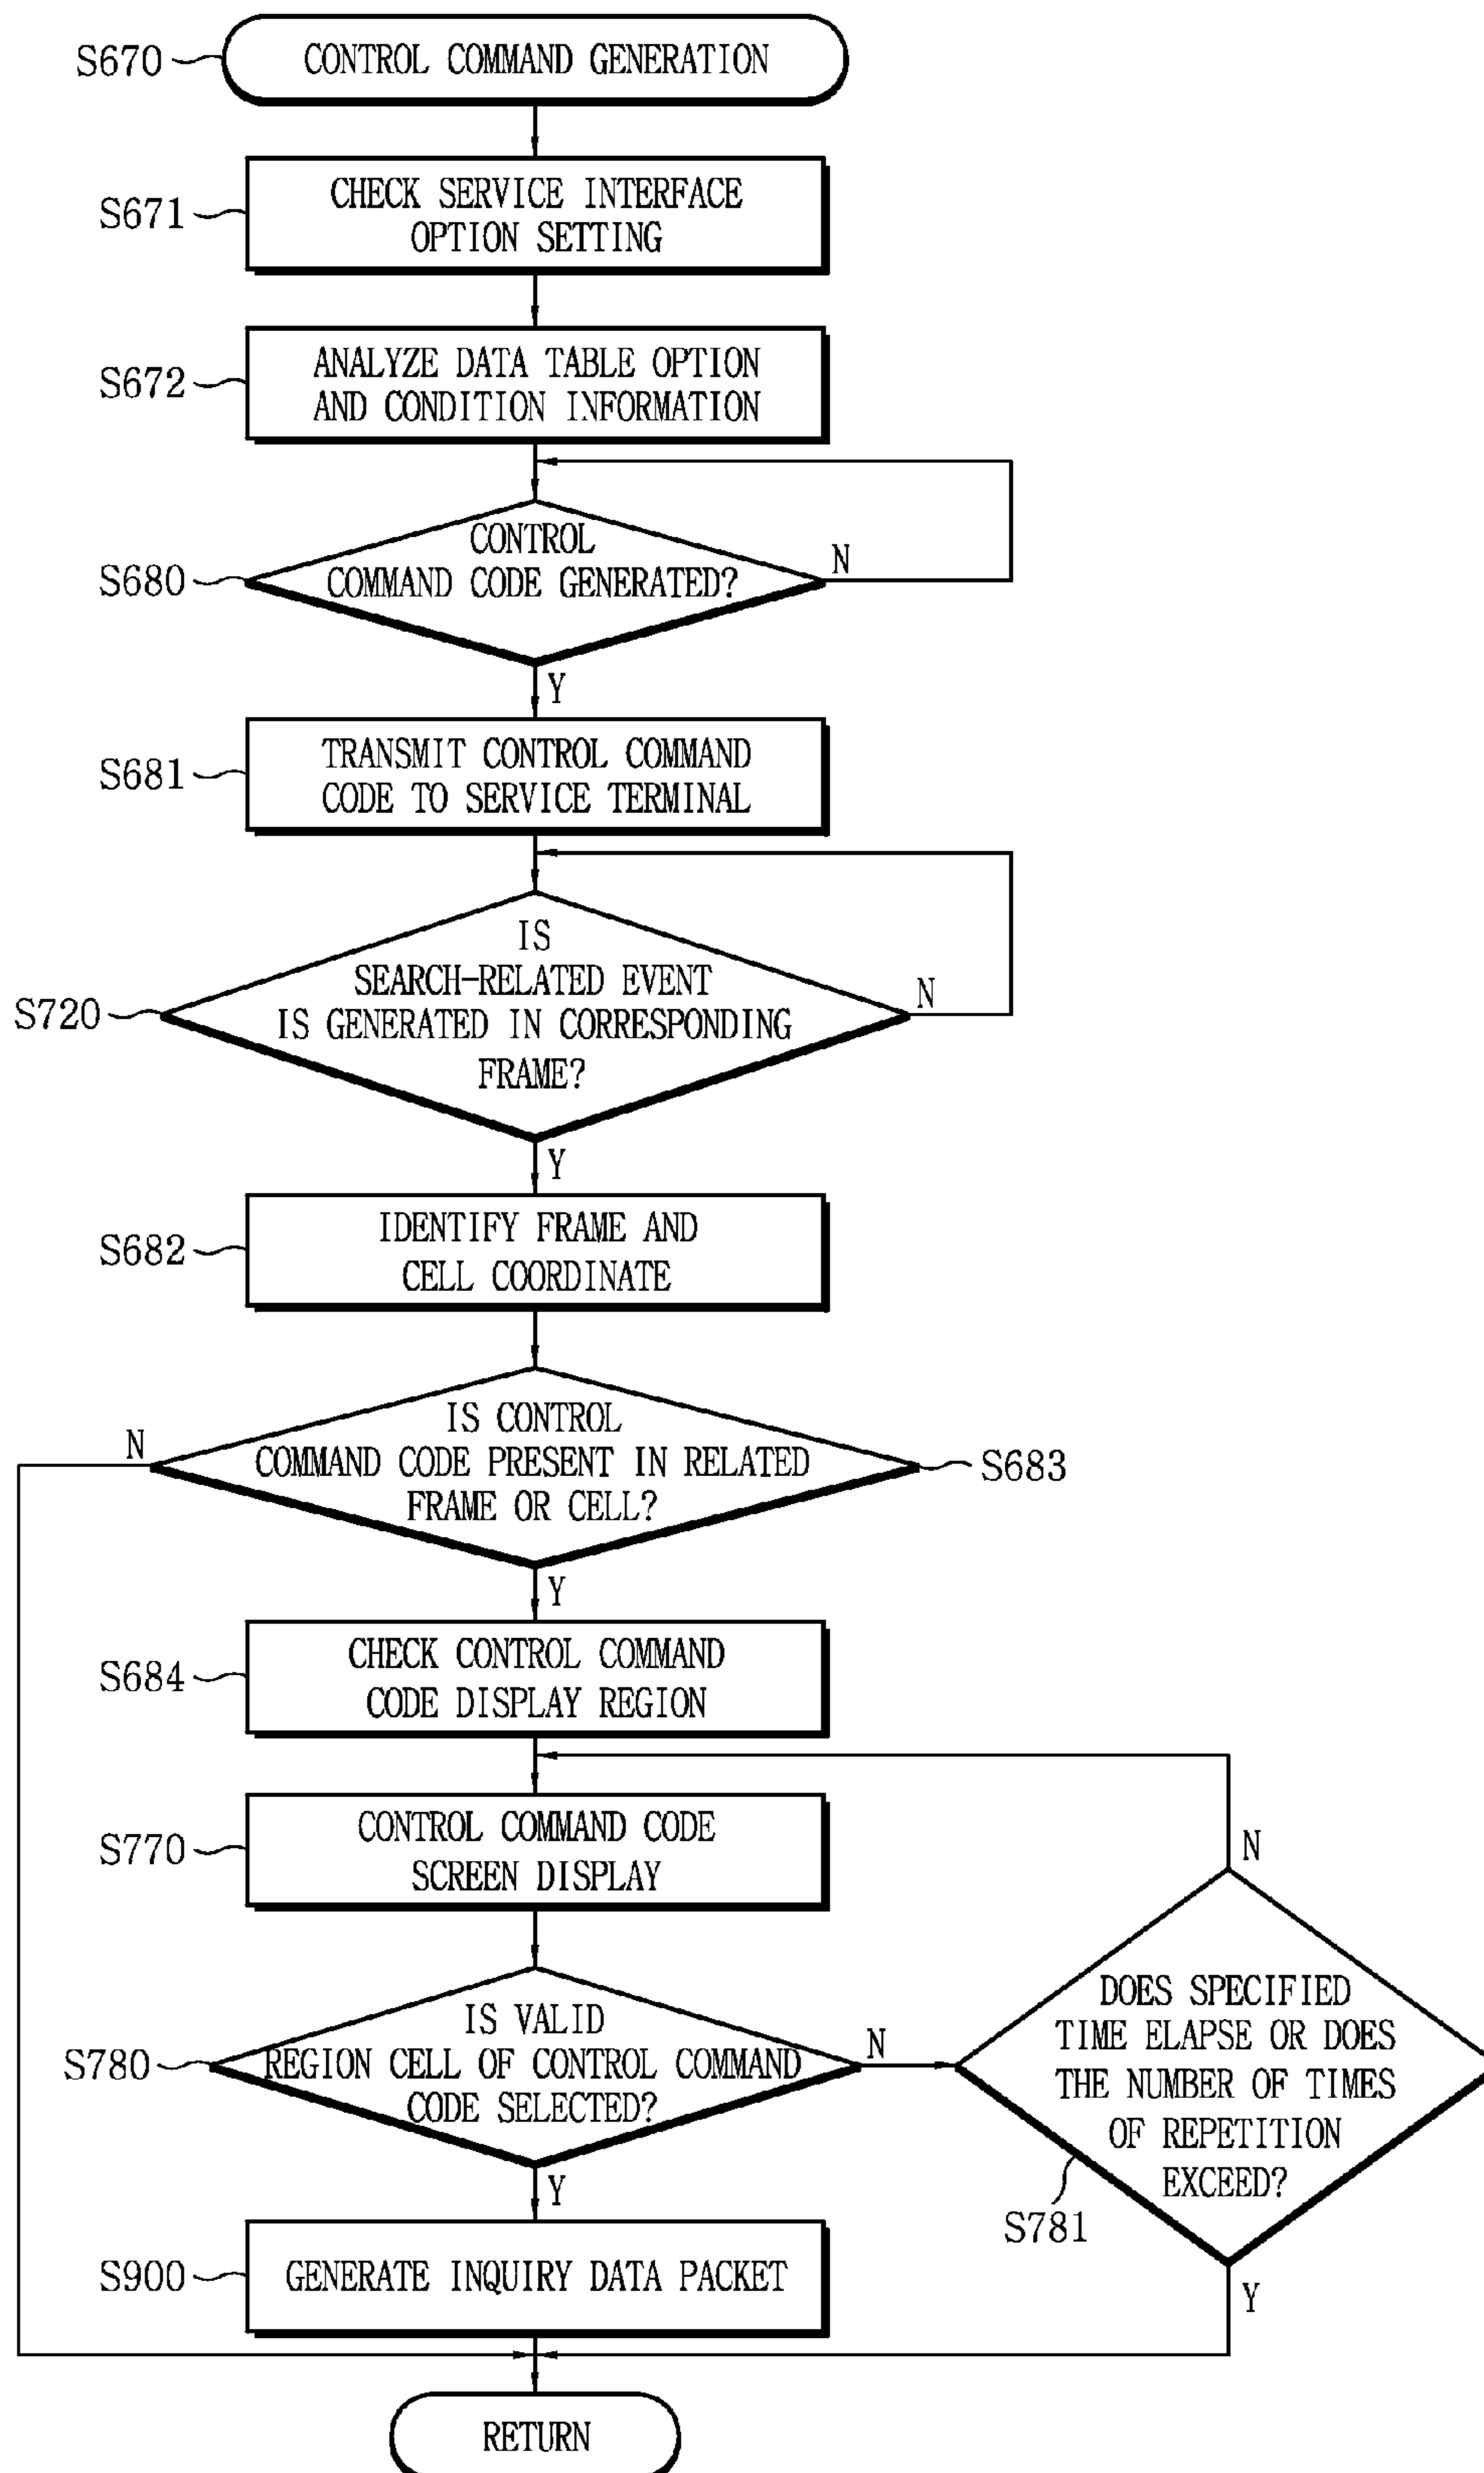 S670
CONTROL COMMAND GENERATION
S671
CHECK SERVICE INTERFACE
OPTION SETTING
S672
ANALYZE DATA TABLE OPTION
AND CONDITION INFORMATION
S680
CONTROL
COMMAND CODE GENERATED?
N
Y
S681
TRANSMIT CONTROL COMMAND
CODE TO SERVICE TERMINAL
S720
IS
SEARCH-RELATED EVENT
IS GENERATED IN CORRESPONDING
FRAME?
N
Y
S682
IDENTIFY FRAME AND
CELL COORDINATE
N
IS CONTROL
COMMAND CODE PRESENT IN RELATED
FRAME OR CELL?
S683
Y
S684
CHECK CONTROL COMMAND
CODE DISPLAY REGION
S770
CONTROL COMMAND CODE
SCREEN DISPLAY
N
S780
IS VALID
REGION CELL OF CONTROL COMMAND
CODE SELECTED?
N
DOES SPECIFIED
TIME ELAPSE OR DOES
THE NUMBER OF TIMES
OF REPETITION
EXCEED?
S781
Y
Y
S900
GENERATE INQUIRY DATA PACKET
RETURN